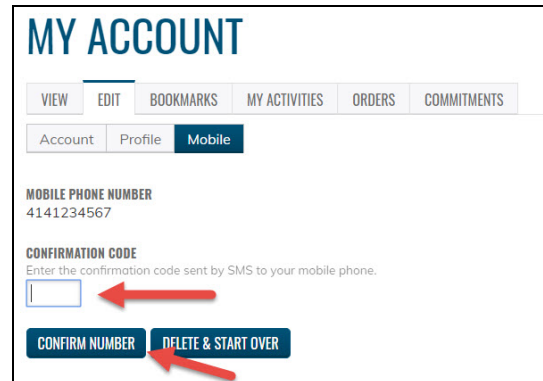 MY ACCOUNT
VIEW EDIT BOOKMARKS MY ACTIVITIES ORDERS COMMITMENTS
Account Profile Mobile
MOBILE PHONE NUMBER
4141234567
CONFIRMATION CODE
Enter the confirmation code sent by SMS to your mobile phone.
CONFIRM NUMBER DELETE & START OVER